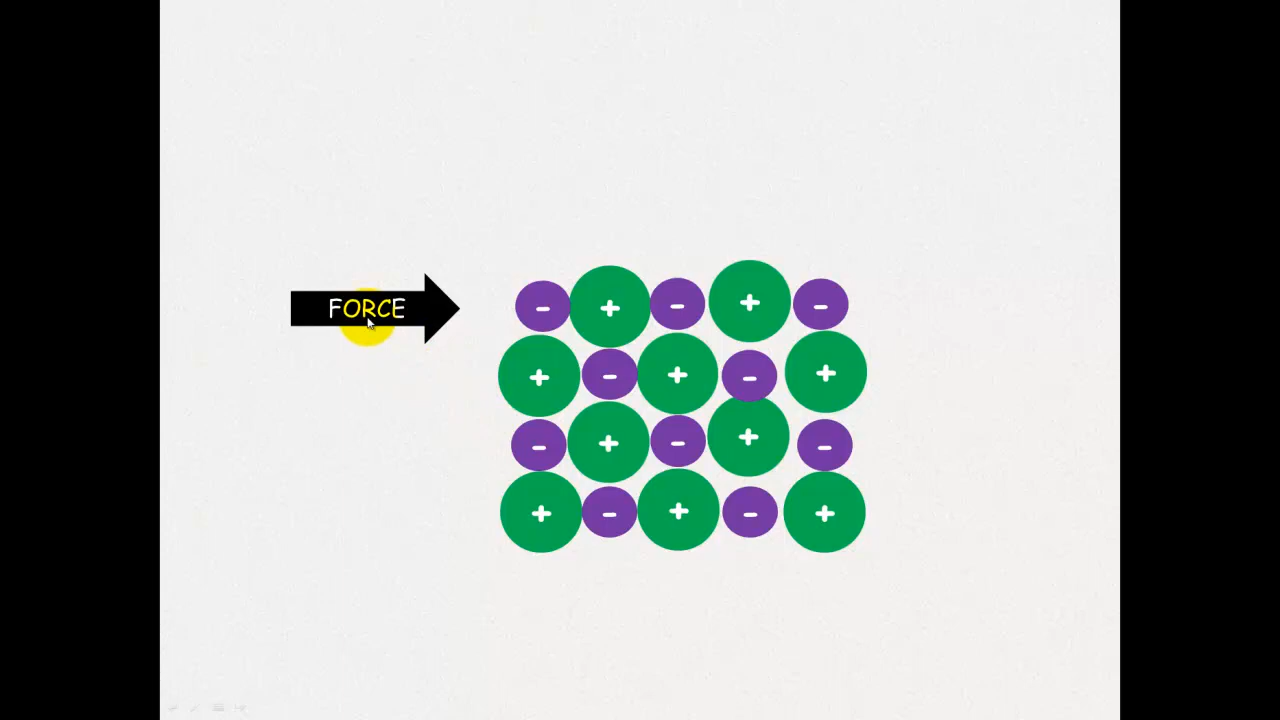 FORCE
- + - + -
+ - + - +
- + - + -
+ - + - +